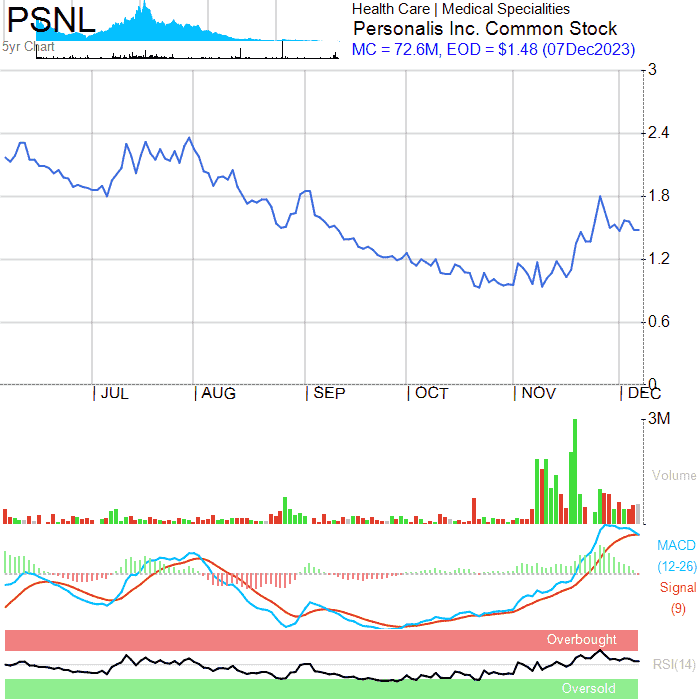 PSNL
5yr Chart
Health Care | Medical Specialities
Personalis Inc. Common Stock
MC = 72.6M, EOD = $1.48 (07Dec2023)
3
2.4
1.8
1.2
0.6
0
JUL AUG SEP OCT NOV DEC
3M
Volume
MACD
(12-26)
Signal
(9)
Overbought
RSI(14)
Oversold